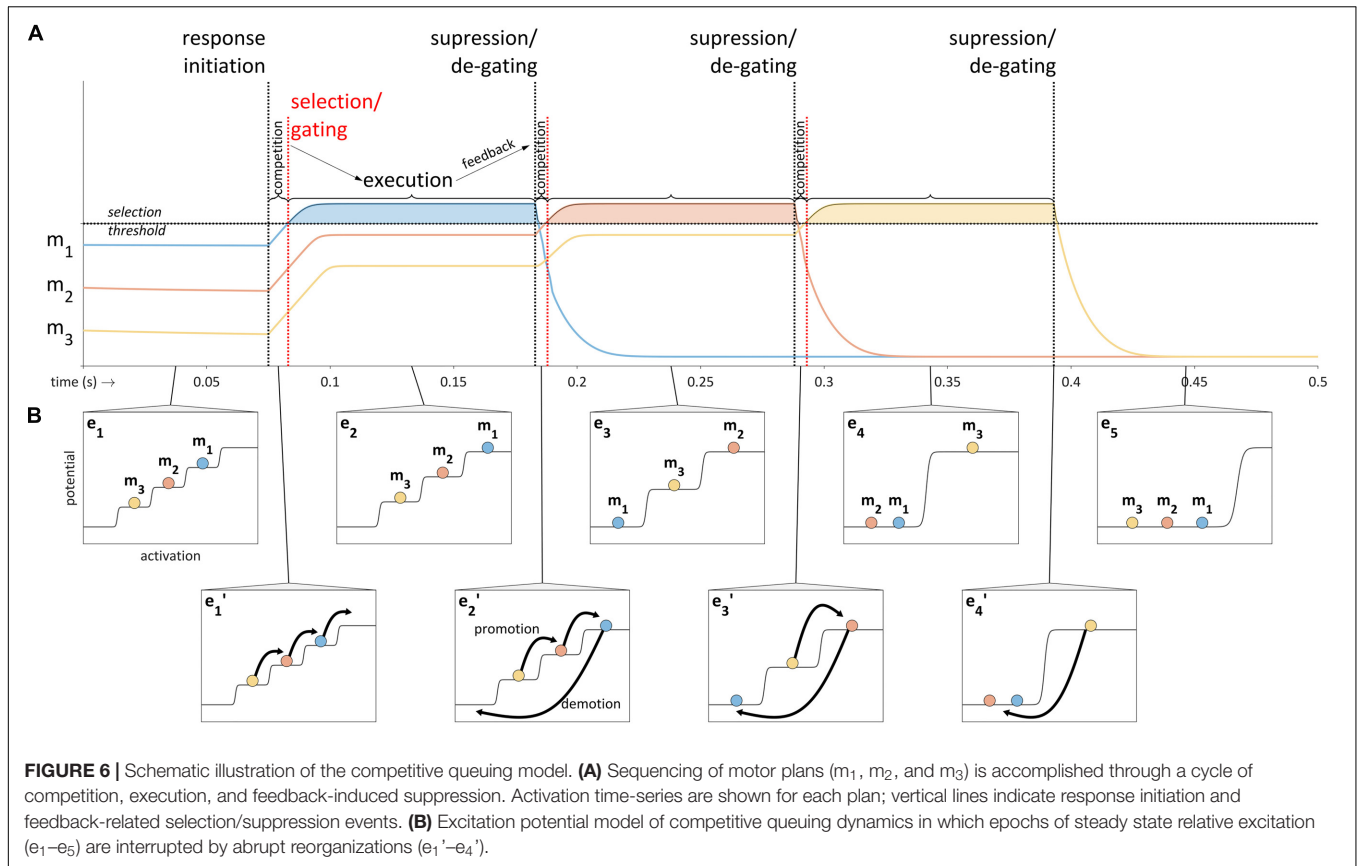 A
response
initiation
supression/
de-gating
supression/
de-gating
supression/
de-gating
selection/
gating
competition
execution
feedback
competition
competition
selection
threshold
m1
m2
m3
time (s) →
0.05
0.1
0.15
0.2
0.25
0.3
0.35
0.4
0.45
0.5
B
e1
m1
m2
m3
potential
activation
e2
m1
m2
m3
e3
m2
m3
m1
e4
m3
m2 m1
e5
m3 m2 m1
e1'
e2'
promotion
demotion
e3'
e4'
FIGURE 6 | Schematic illustration of the competitive queuing model. (A) Sequencing of motor plans (m1, m2, and m3) is accomplished through a cycle of
competition, execution, and feedback-induced suppression. Activation time-series are shown for each plan; vertical lines indicate response initiation and
feedback-related selection/suppression events. (B) Excitation potential model of competitive queuing dynamics in which epochs of steady state relative excitation
(e1–e5) are interrupted by abrupt reorganizations (e1'–e4').